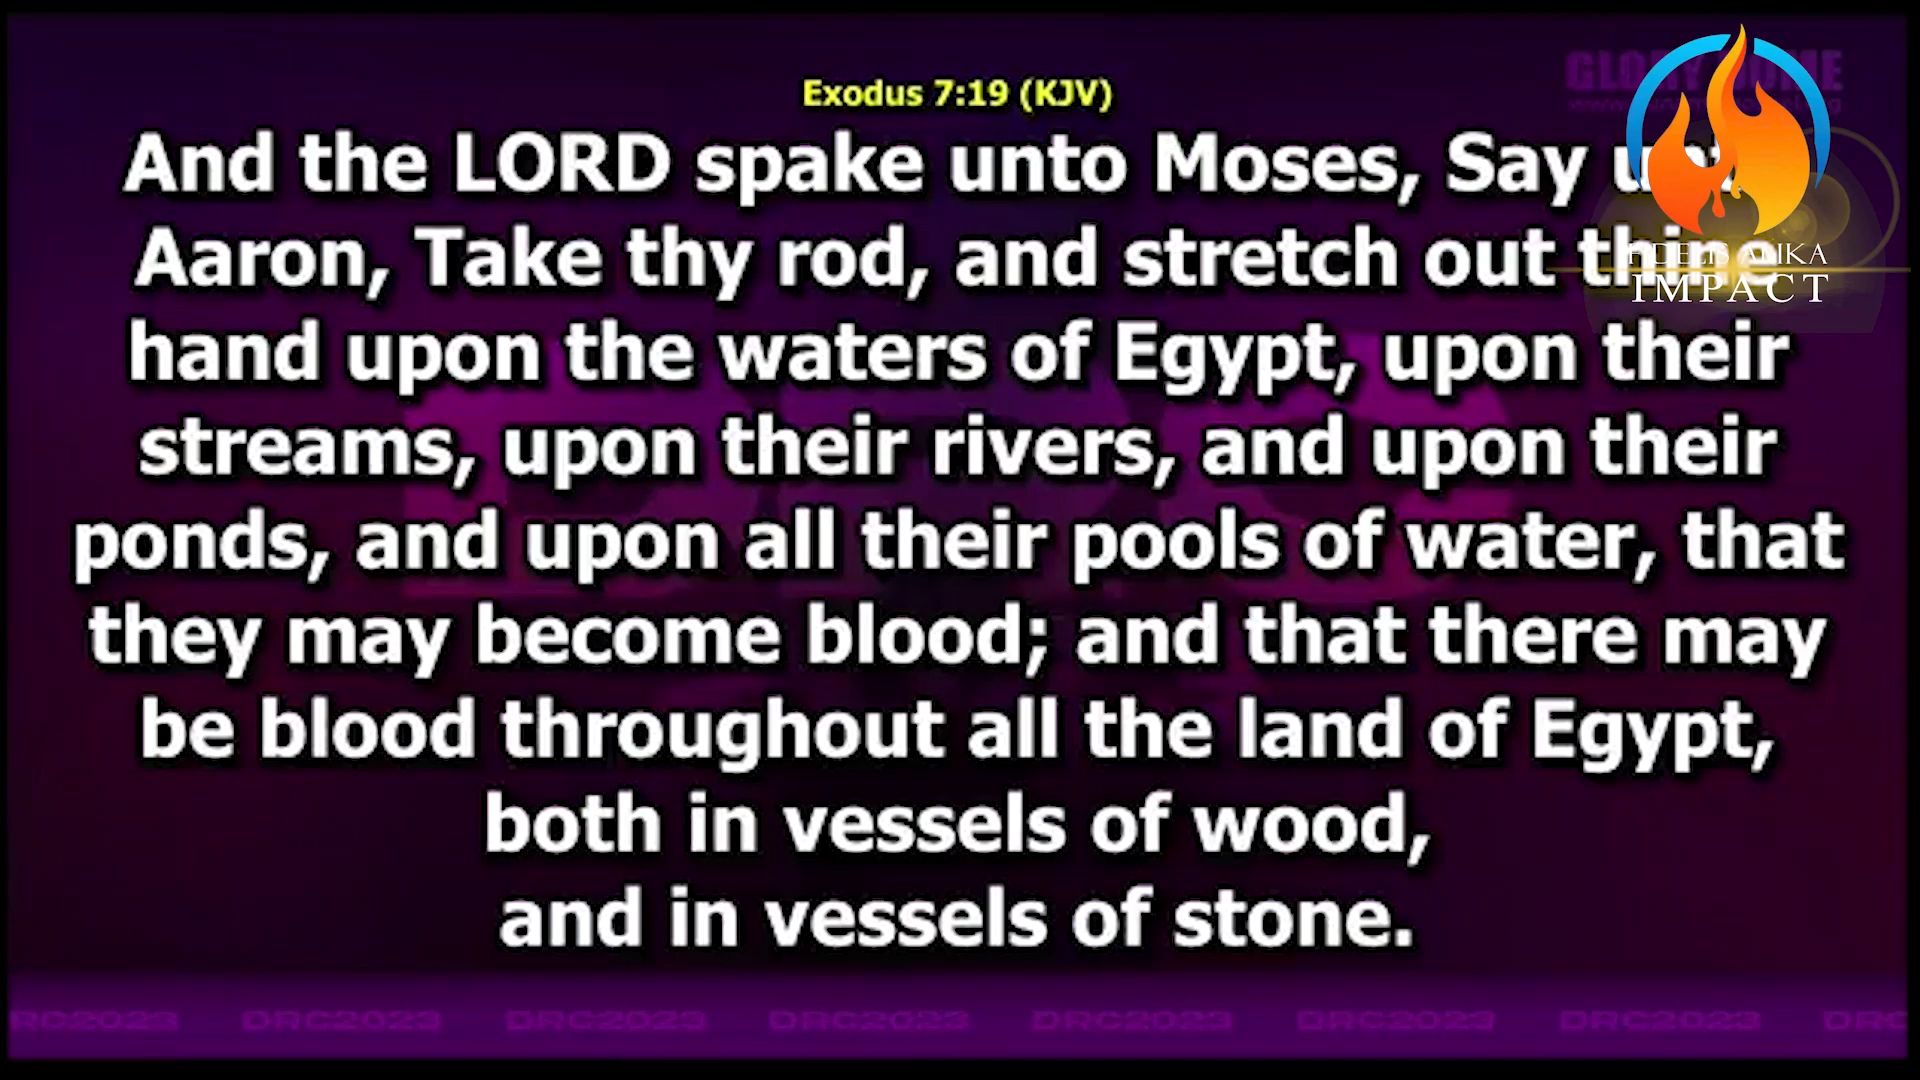 Exodus 7:19 (KJV)
And the LORD spake unto Moses, Say
Aaron, Take thy rod, and stretch out thine
hand upon the waters of Egypt, upon their
streams, upon their rivers, and upon their
ponds, and upon all their pools of water, that
they may become blood; and that there may
be blood throughout all the land of Egypt,
both in vessels of wood,
and in vessels of stone.
IMPACT
DRC2023 DRC2023 DRC2023 DRC2023 DRC2023 DRC2023